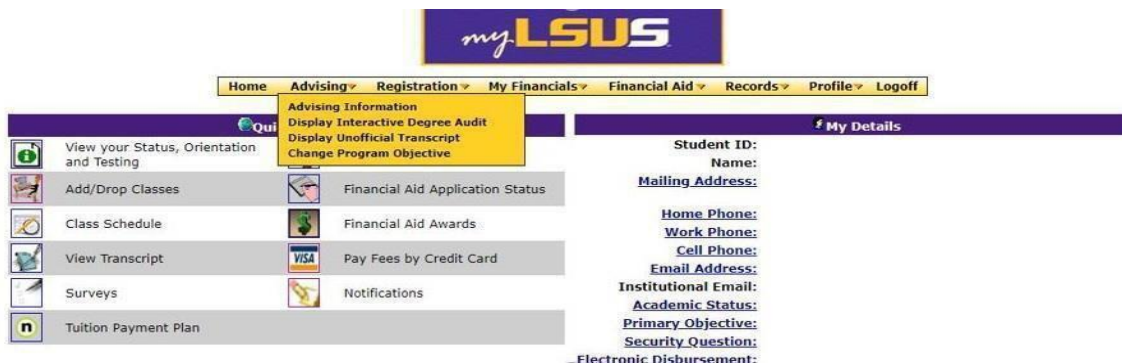 my LSUS
Home Advising Registration My Financials Financial Aid Records Profile Logoff
Advising Information
Display Interactive Degree Audit
Display Unofficial Transcript
Change Program Objective
Qui
View your Status, Orientation
and Testing
Add/Drop Classes
Financial Aid Application Status
Class Schedule
Financial Aid Awards
View Transcript
VISA
Pay Fees by Credit Card
Surveys
Notifications
n
Tuition Payment Plan
My Details
Student ID:
Name:
Mailing Address:
Home Phone:
Work Phone:
Cell Phone:
Email Address:
Institutional Email:
Academic Status:
Primary Objective:
Security Question:
Electronic Disbursement: